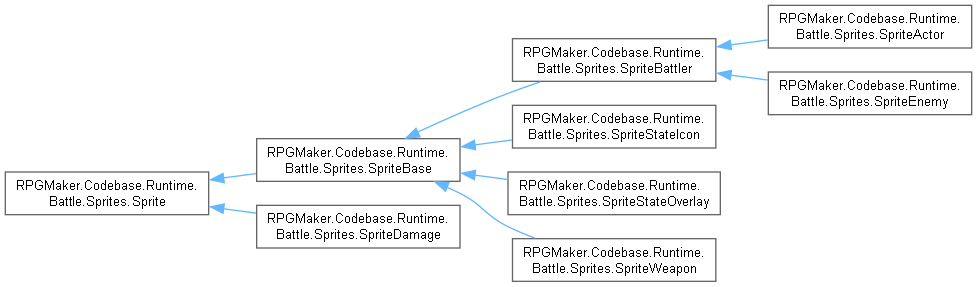 RPGMaker.Codebase.Runtime.
Battle.Sprites.Sprite
RPGMaker.Codebase.Runtime.
Battle.Sprites.SpriteBase
RPGMaker.Codebase.Runtime.
Battle.Sprites.SpriteDamage
RPGMaker.Codebase.Runtime.
Battle.Sprites.SpriteBattler
RPGMaker.Codebase.Runtime.
Battle.Sprites.SpriteStateIcon
RPGMaker.Codebase.Runtime.
Battle.Sprites.SpriteStateOverlay
RPGMaker.Codebase.Runtime.
Battle.Sprites.SpriteWeapon
RPGMaker.Codebase.Runtime.
Battle.Sprites.SpriteActor
RPGMaker.Codebase.Runtime.
Battle.Sprites.SpriteEnemy